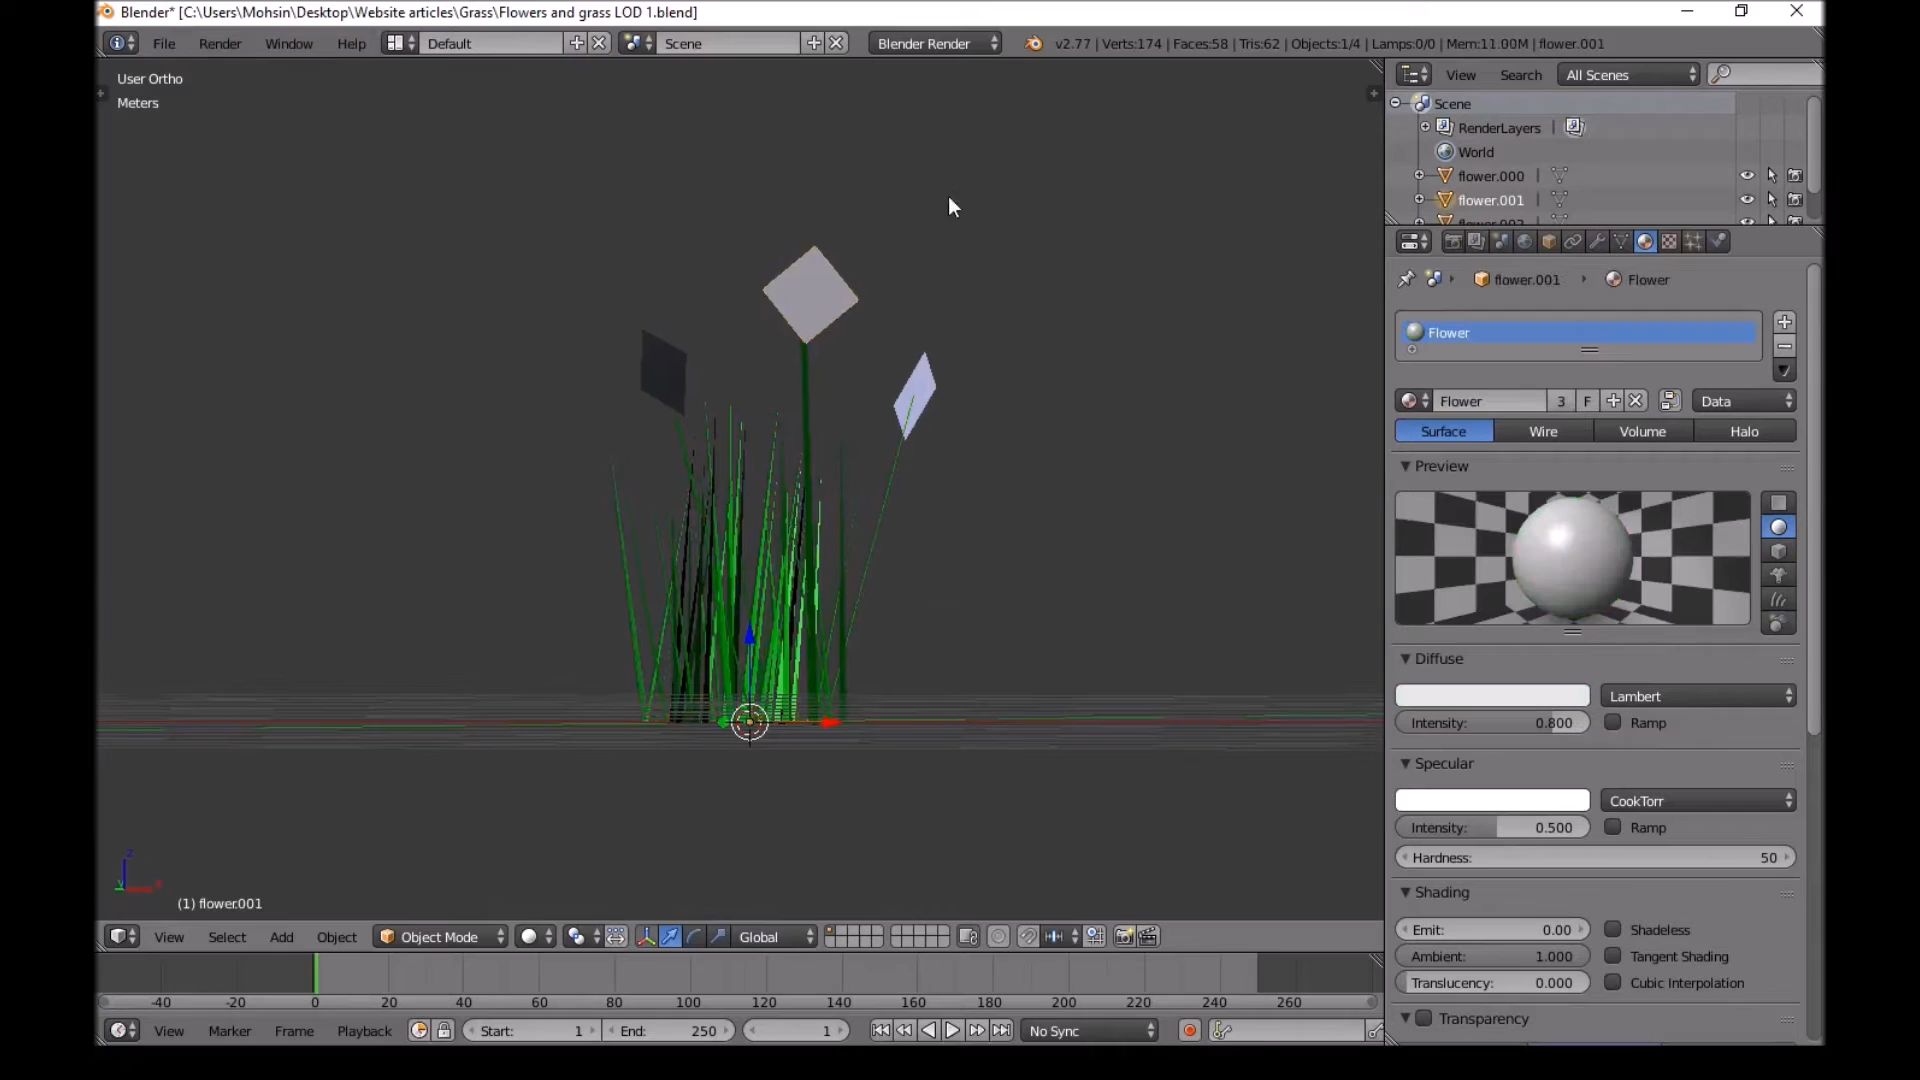 Blender* [C:\Users\Mohsin\Desktop\Website articles\Grass\Flowers and grass LOD 1.blend]
File Render Window Help Default Scene Blender Render v2.77 | Verts:174 | Faces:58 | Tris:62 | Objects:1/4 | Lamps:0/0 | Mem:11.00M | flower.001
User Ortho
Meters
View Search All Scenes
Scene
RenderLayers
World
flower.000
flower.001
flower.002
flower.001 Flower
Flower
Flower 3 F Data
Surface Wire Volume Halo
Preview
Diffuse
Lambert
Intensity: 0.800 Ramp
Specular
CookTorr
Intensity: 0.500 Ramp
Hardness: 50
Shading
Emit: 0.00 Shadeless
Ambient: 1.000 Tangent Shading
Translucency: 0.000 Cubic Interpolation
Transparency
z
x
y
(1) flower.001
View Select Add Object Object Mode Global
-40 -20 0 20 40 60 80 100 120 140 160 180 200 220 240 260
View Marker Frame Playback Start: 1 End: 250 1 No Sync